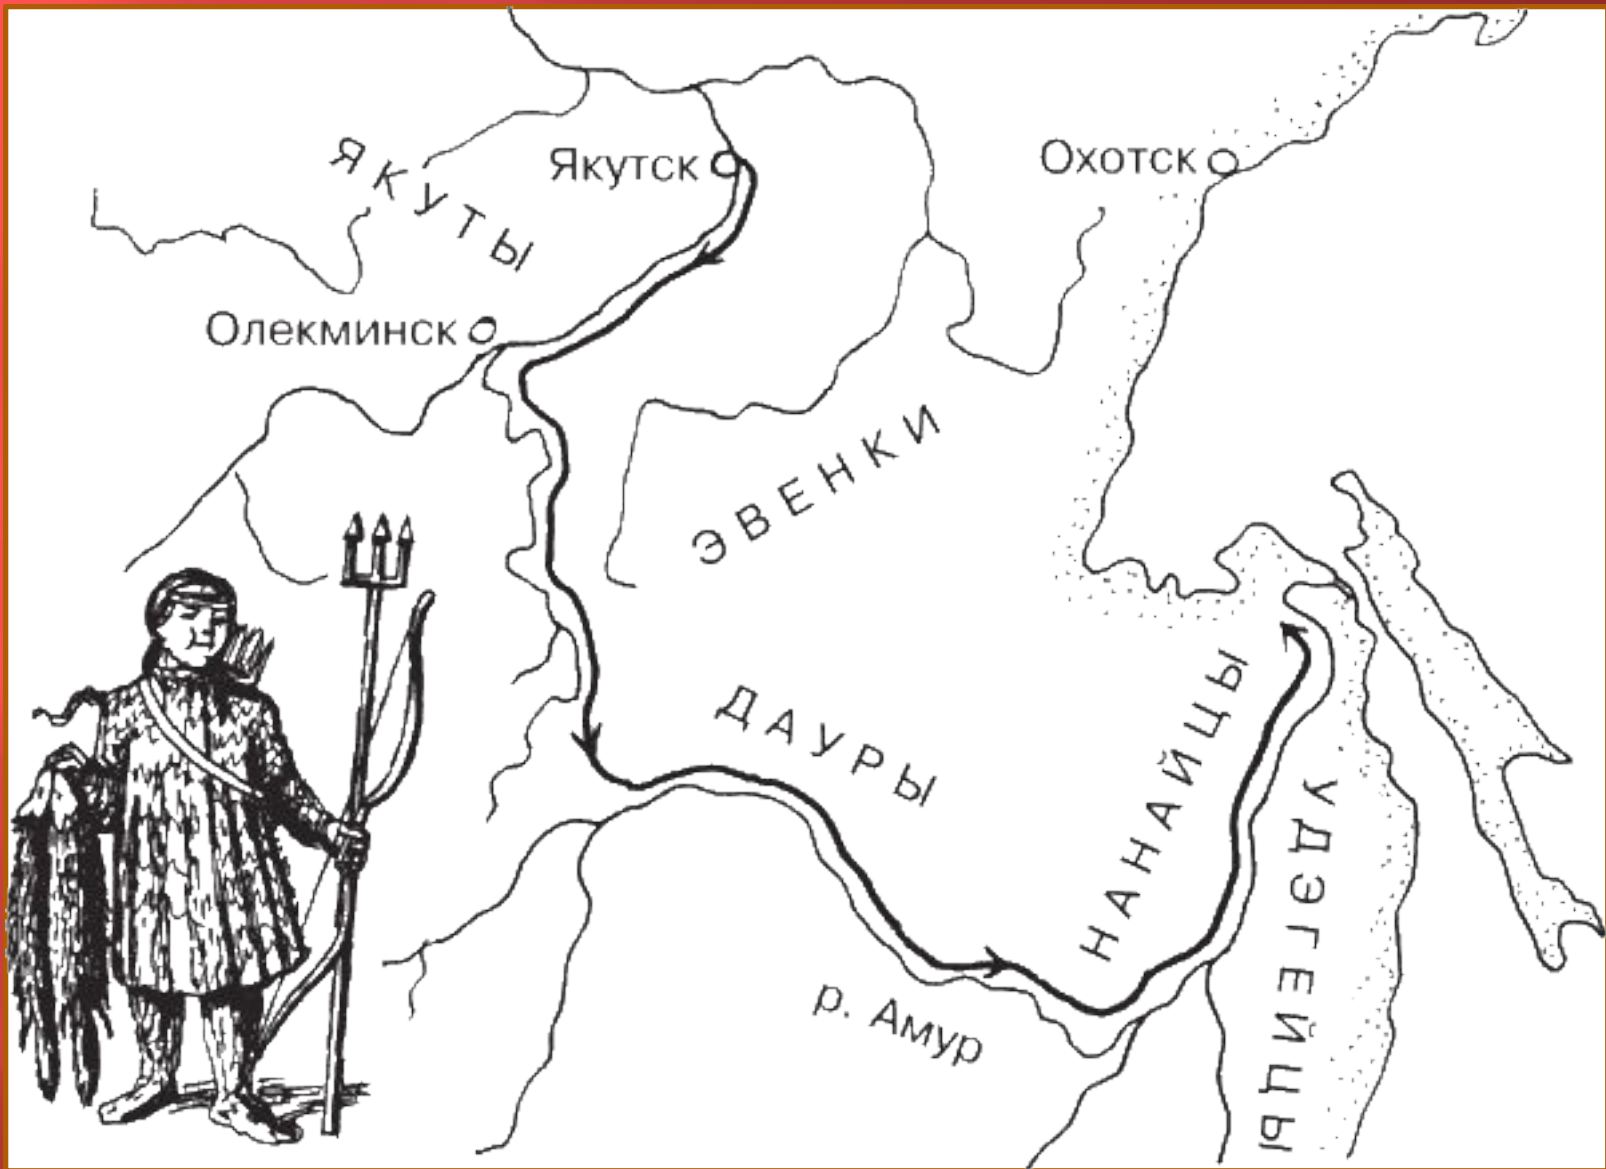 ЯКУТЫ
Якутск
Охотск
Олекминск
ЭВЕНКИ
ДАУРЫ
НАНАЙЦЫ
УДЭГЕЙЦЫ
р. Амур